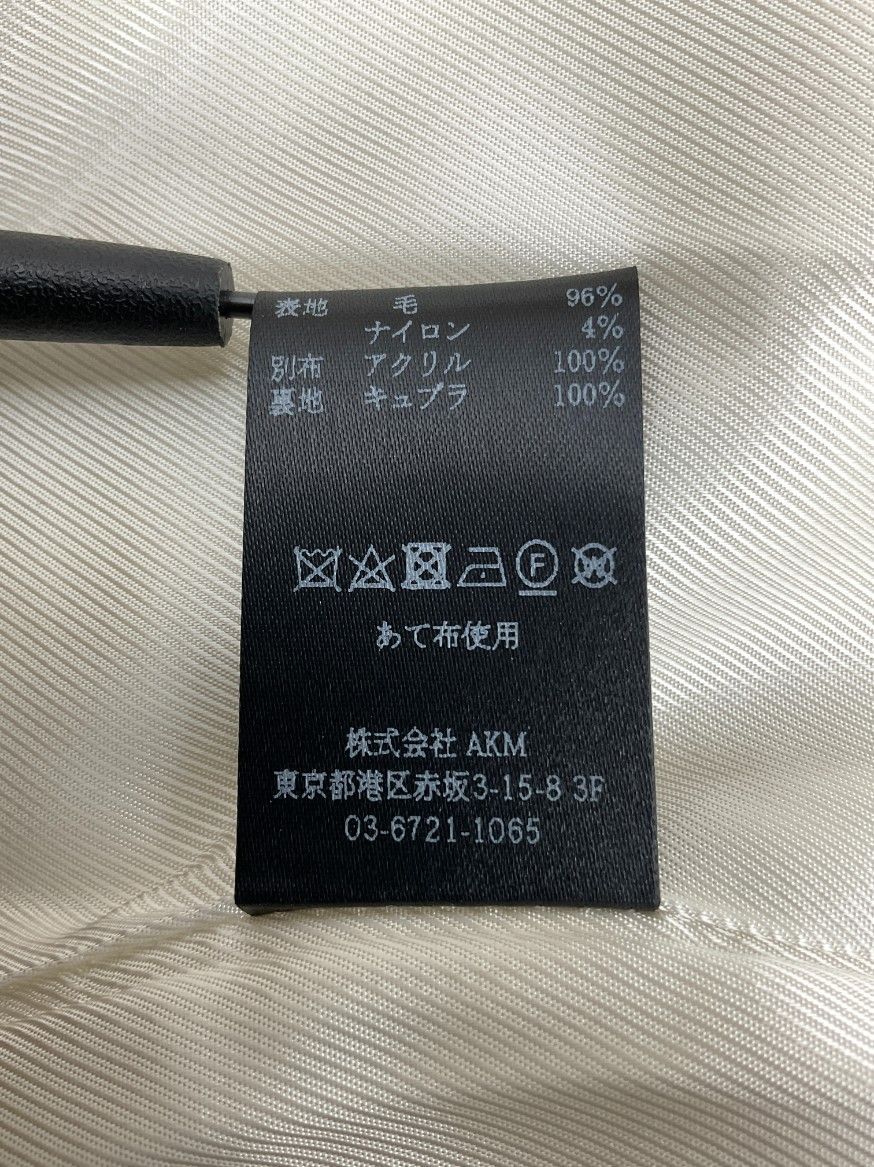 表地 毛 96%
ナイロン 4%
別布 アクリル 100%
裏地 キュプラ 100%
F W
あて布使用
株式会社 AKM
東京都港区赤坂3-15-8 3F
03-6721-1065